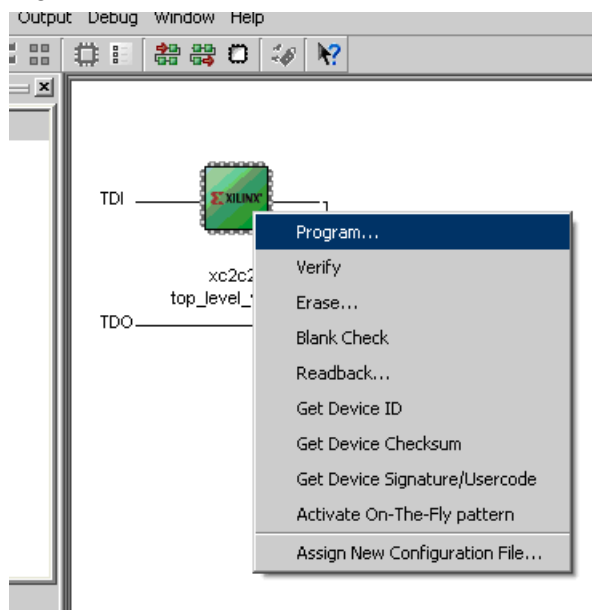 Output Debug Window Help
TDI
XILINX
Program...
xc2c2
Verify
top_level_
Erase...
TDO
Blank Check
Readback...
Get Device ID
Get Device Checksum
Get Device Signature/Usercode
Activate On-The-Fly pattern
Assign New Configuration File...